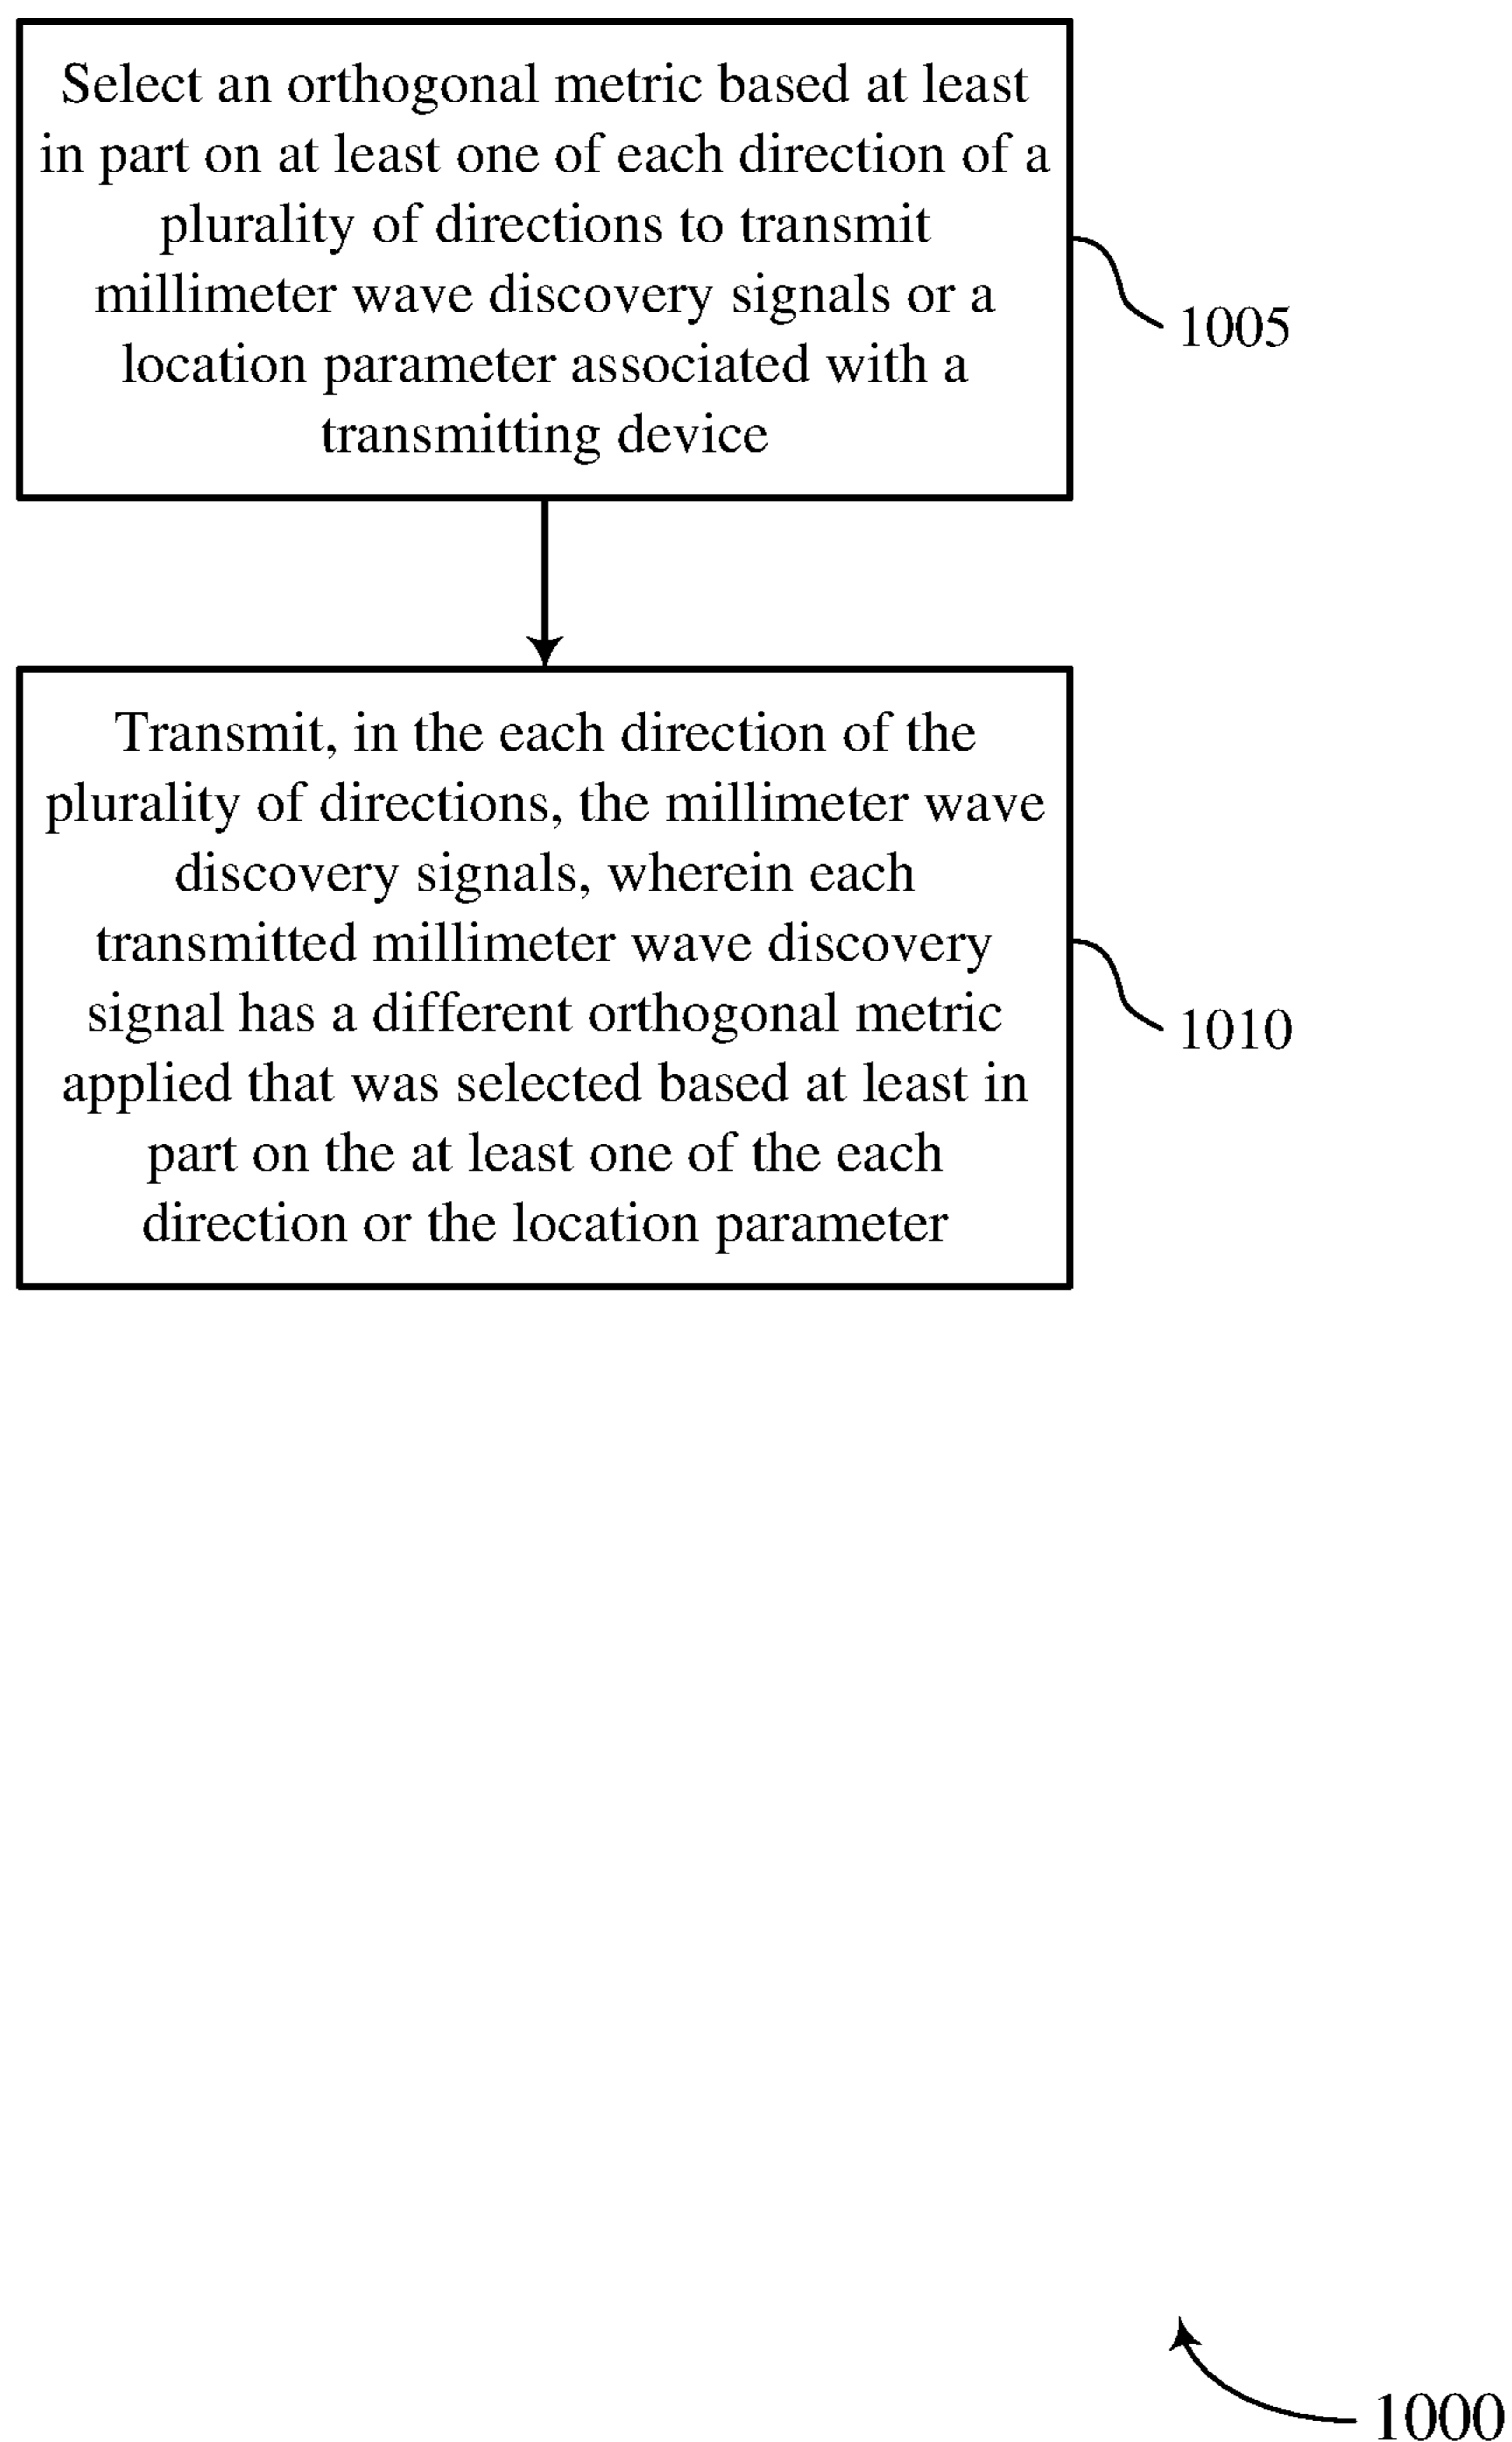 Select an orthogonal metric based at least
in part on at least one of each direction of a
plurality of directions to transmit
millimeter wave discovery signals or a
location parameter associated with a
transmitting device
1005
Transmit, in the each direction of the
plurality of directions, the millimeter wave
discovery signals, wherein each
transmitted millimeter wave discovery
signal has a different orthogonal metric
applied that was selected based at least in
part on the at least one of the each
direction or the location parameter
1010
1000